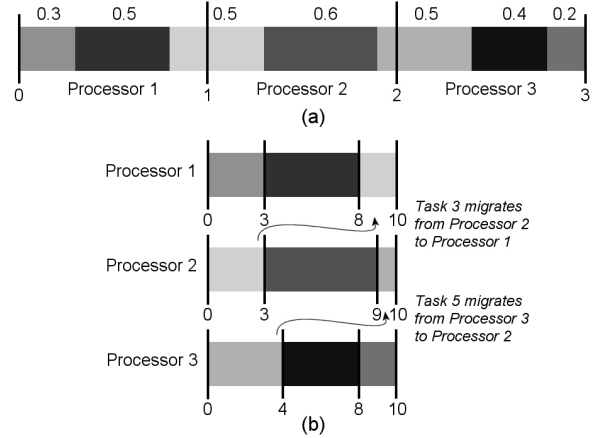 0.3 0.5 0.5 0.6 0.5 0.4 0.2
0 Processor 1 1 Processor 2 2 Processor 3 3
(a)
Processor 1
0 3 8 10
Task 3 migrates
from Processor 2
to Processor 1
Processor 2
0 3 9 10
Task 5 migrates
from Processor 3
to Processor 2
Processor 3
0 4 8 10
(b)